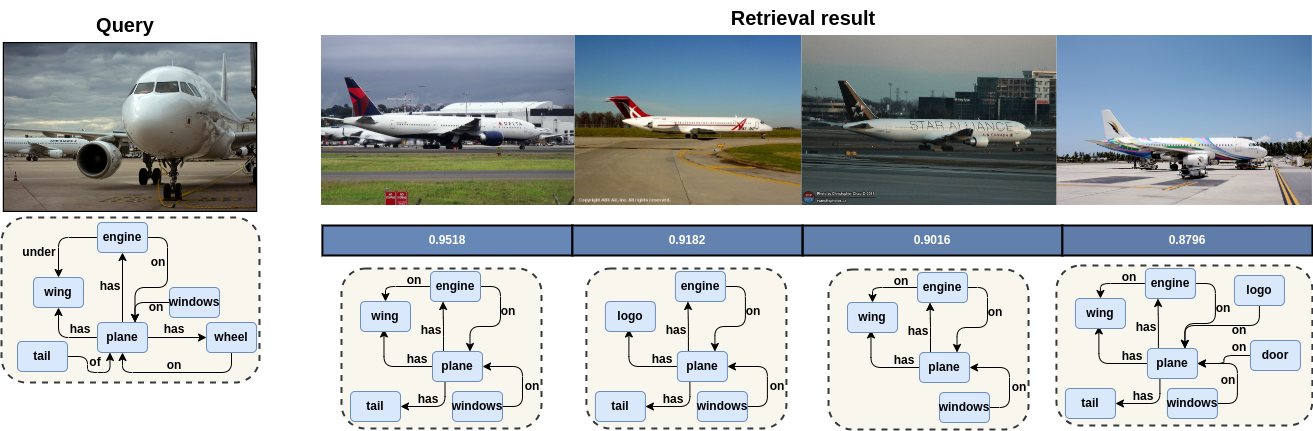 Query
Retrieval result
DELTA
STAR ALLIANCE
0.9518
0.9182
0.9016
0.8796
engine
under
on
wing
has
windows
on
has
plane
has
wheel
tail
of
on
engine
on
wing
on
has
has
plane
tail
has
windows
on
engine
logo
on
has
has
plane
tail
has
windows
on
engine
on
wing
on
has
has
plane
windows
on
engine
on
logo
wing
on
has
on
has
plane
on
door
on
tail
has
windows